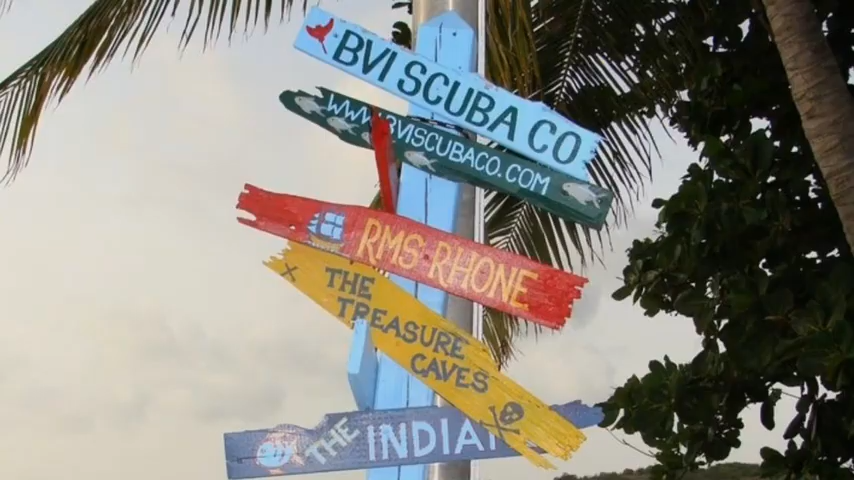 BVI SCUBA CO
WWW.BVISCUBACO.COM
RMS RHONE
THE
TREASURE
CAVES
THE INDIAN